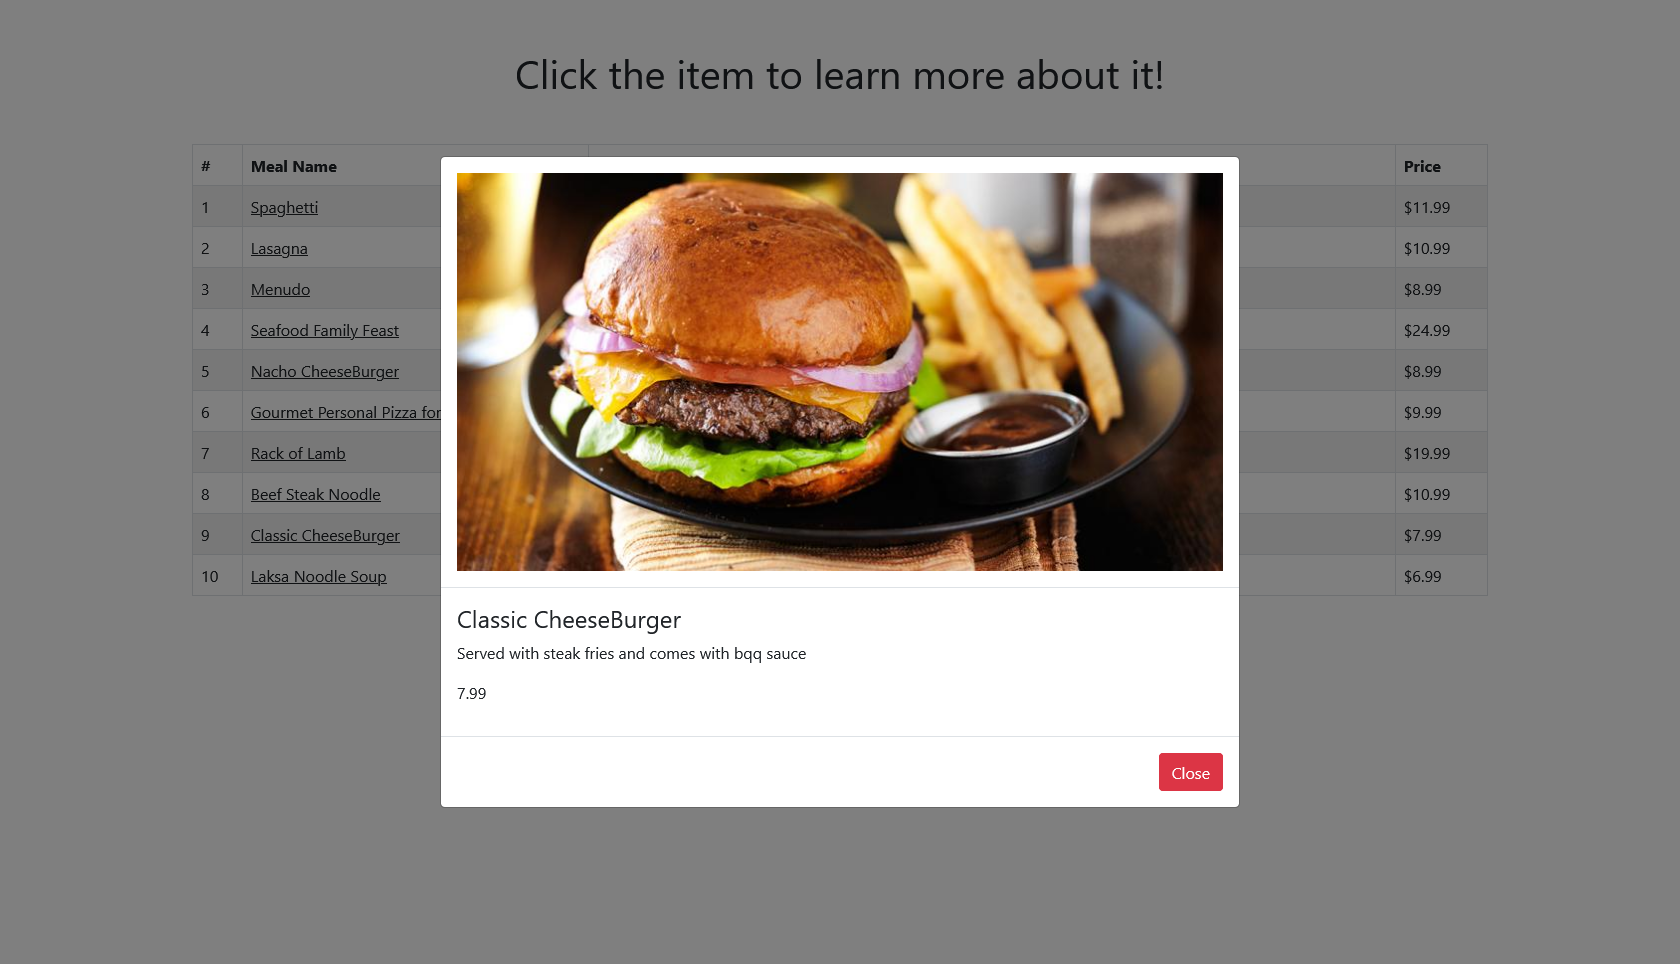 Click the item to learn more about it!
# Meal Name Price
1 Spaghetti $11.99
2 Lasagna $10.99
3 Menudo $8.99
4 Seafood Family Feast $24.99
5 Nacho CheeseBurger $8.99
6 Gourmet Personal Pizza for $9.99
7 Rack of Lamb $19.99
8 Beef Steak Noodle $10.99
9 Classic CheeseBurger $7.99
10 Laksa Noodle Soup $6.99
Classic CheeseBurger
Served with steak fries and comes with bqq sauce
7.99
Close